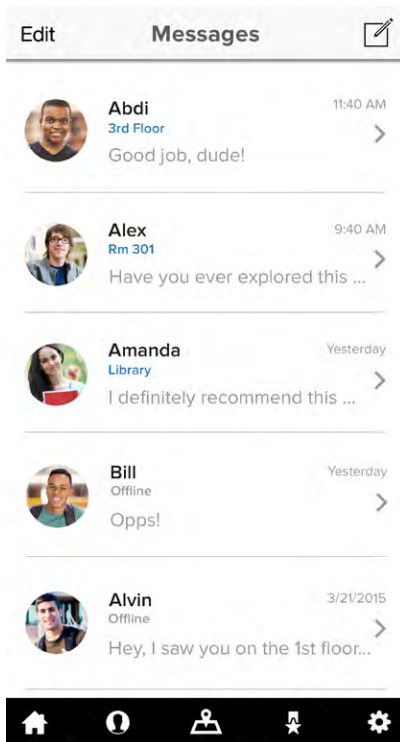 Edit Messages
Abdi 11:40 AM
3rd Floor
Good job, dude!
Alex 9:40 AM
Rm 301
Have you ever explored this ...
Amanda Yesterday
Library
I definitely recommend this ...
Bill Yesterday
Offline
Opps!
Alvin 3/21/2015
Offline
Hey, I saw you on the 1st floor...